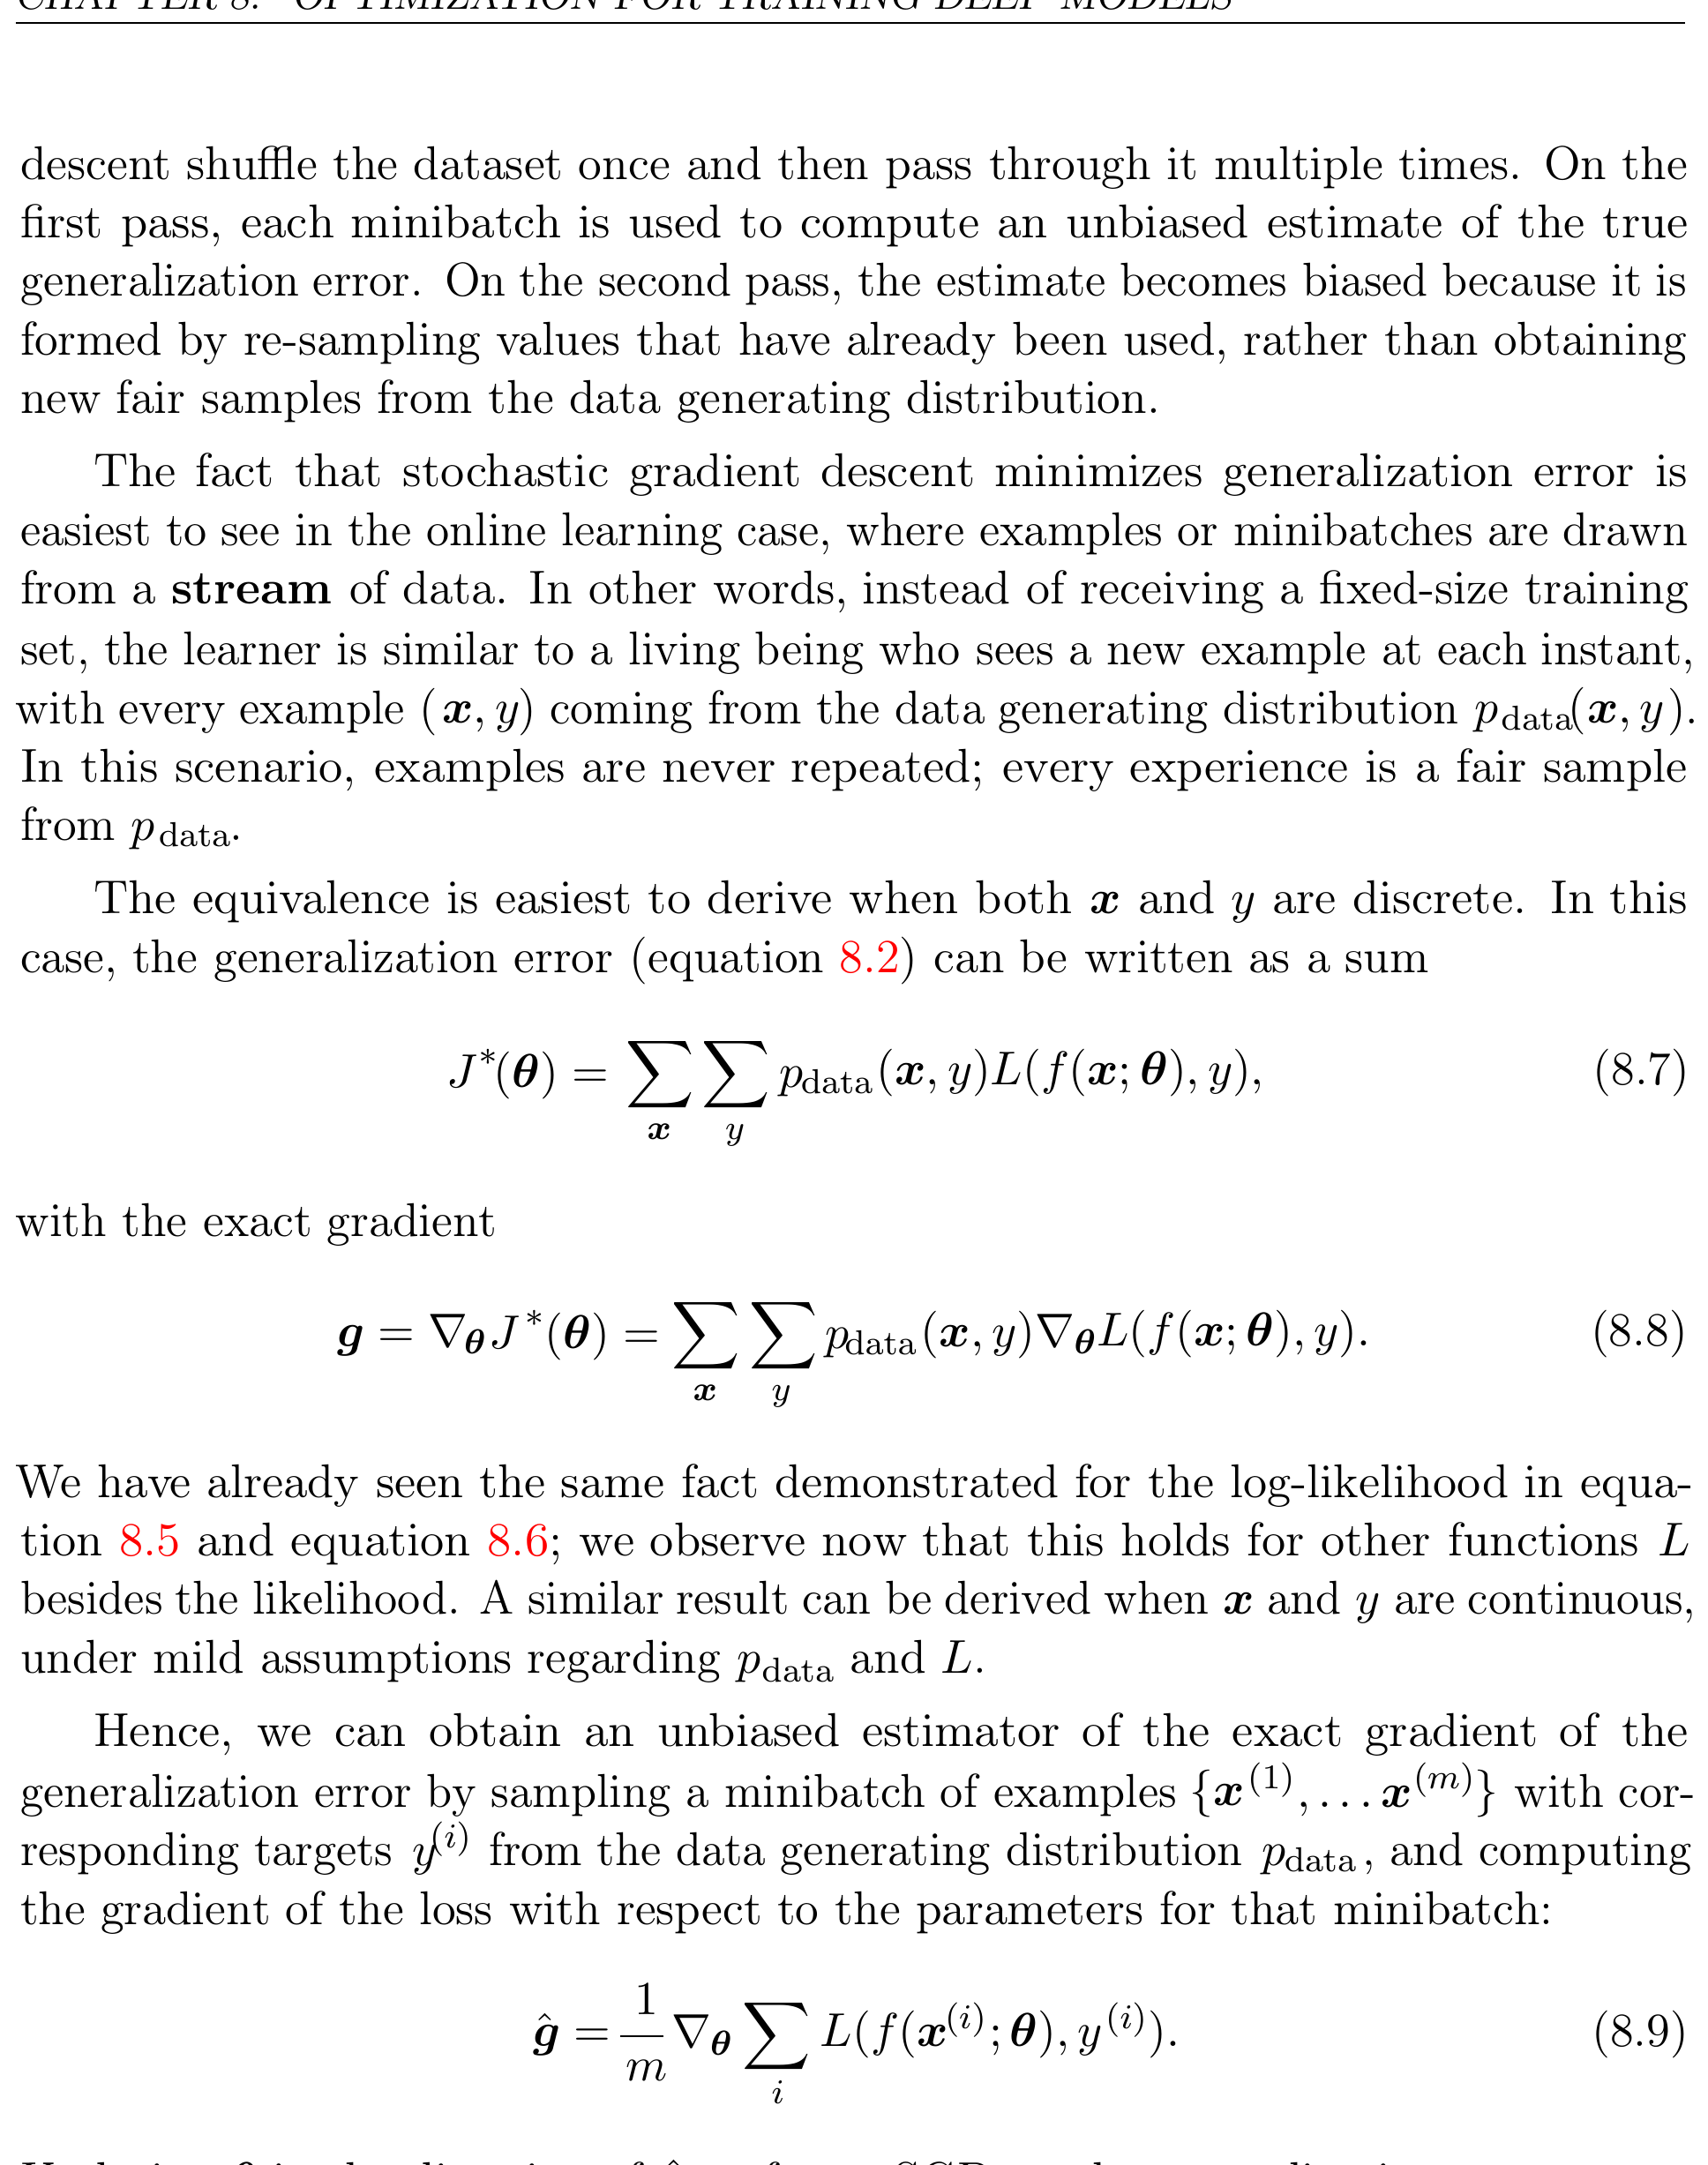 CHAPTER 8. OPTIMIZATION FOR TRAINING DEEP MODELS
descent shuffle the dataset once and then pass through it multiple times. On the
first pass, each minibatch is used to compute an unbiased estimate of the true
generalization error. On the second pass, the estimate becomes biased because it is
formed by re-sampling values that have already been used, rather than obtaining
new fair samples from the data generating distribution.
The fact that stochastic gradient descent minimizes generalization error is
easiest to see in the online learning case, where examples or minibatches are drawn
from a stream of data. In other words, instead of receiving a fixed-size training
set, the learner is similar to a living being who sees a new example at each instant,
with every example (x, y) coming from the data generating distribution p_data(x, y).
In this scenario, examples are never repeated; every experience is a fair sample
from p_data.
The equivalence is easiest to derive when both x and y are discrete. In this
case, the generalization error (equation 8.2) can be written as a sum
J*(θ) = ∑_x ∑_y p_data(x, y)L(f(x; θ), y), (8.7)
with the exact gradient
g = ∇_θ J*(θ) = ∑_x ∑_y p_data(x, y)∇_θ L(f(x; θ), y). (8.8)
We have already seen the same fact demonstrated for the log-likelihood in equa-
tion 8.5 and equation 8.6; we observe now that this holds for other functions L
besides the likelihood. A similar result can be derived when x and y are continuous,
under mild assumptions regarding p_data and L.
Hence, we can obtain an unbiased estimator of the exact gradient of the
generalization error by sampling a minibatch of examples {x^(1), . . . x^(m)} with cor-
responding targets y^(i) from the data generating distribution p_data, and computing
the gradient of the loss with respect to the parameters for that minibatch:
ĝ = 1/m ∇_θ ∑_i L(f(x^(i); θ), y^(i)). (8.9)